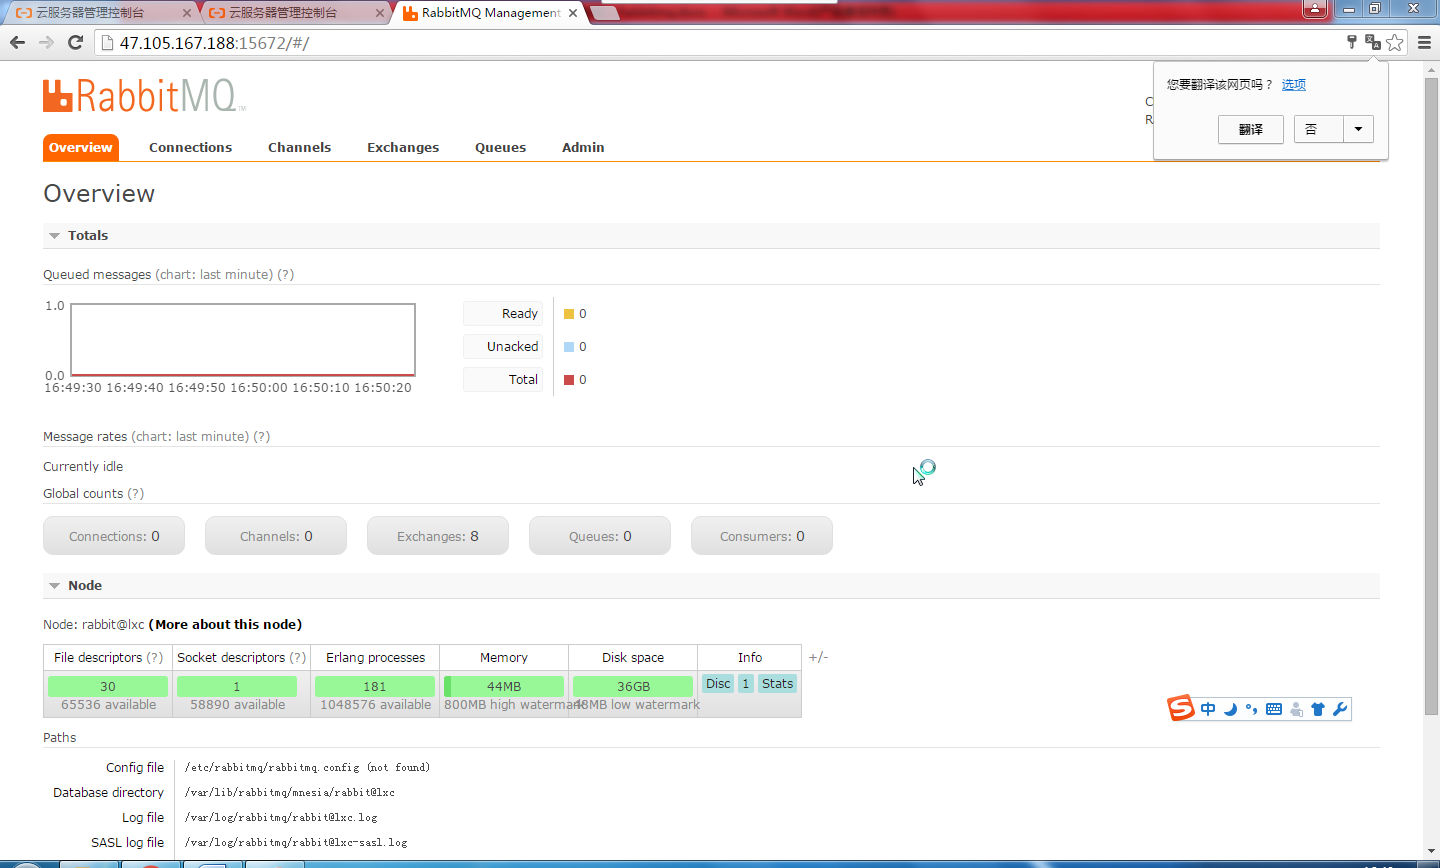 云服务器管理控制台
云服务器管理控制台
RabbitMQ Management
47.105.167.188:15672/#/
您要翻译该网页吗？ 选项
翻译 否
RabbitMQ™
C
R
Overview Connections Channels Exchanges Queues Admin
Overview
Totals
Queued messages (chart: last minute) (?)
1.0
0.0
16:49:30 16:49:40 16:49:50 16:50:00 16:50:10 16:50:20
Ready 0
Unacked 0
Total 0
Message rates (chart: last minute) (?)
Currently idle
Global counts (?)
Connections: 0 Channels: 0 Exchanges: 8 Queues: 0 Consumers: 0
Node
Node: rabbit@lxc (More about this node)
File descriptors (?) Socket descriptors (?) Erlang processes Memory Disk space Info +/-
30 1 181 44MB 36GB Disc 1 Stats
65536 available 58890 available 1048576 available 800MB high watermark 48MB low watermark
中
Paths
Config file /etc/rabbitmq/rabbitmq.config (not found)
Database directory /var/lib/rabbitmq/mnesia/rabbit@lxc
Log file /var/log/rabbitmq/rabbit@lxc.log
SASL log file /var/log/rabbitmq/rabbit@lxc-sasl.log